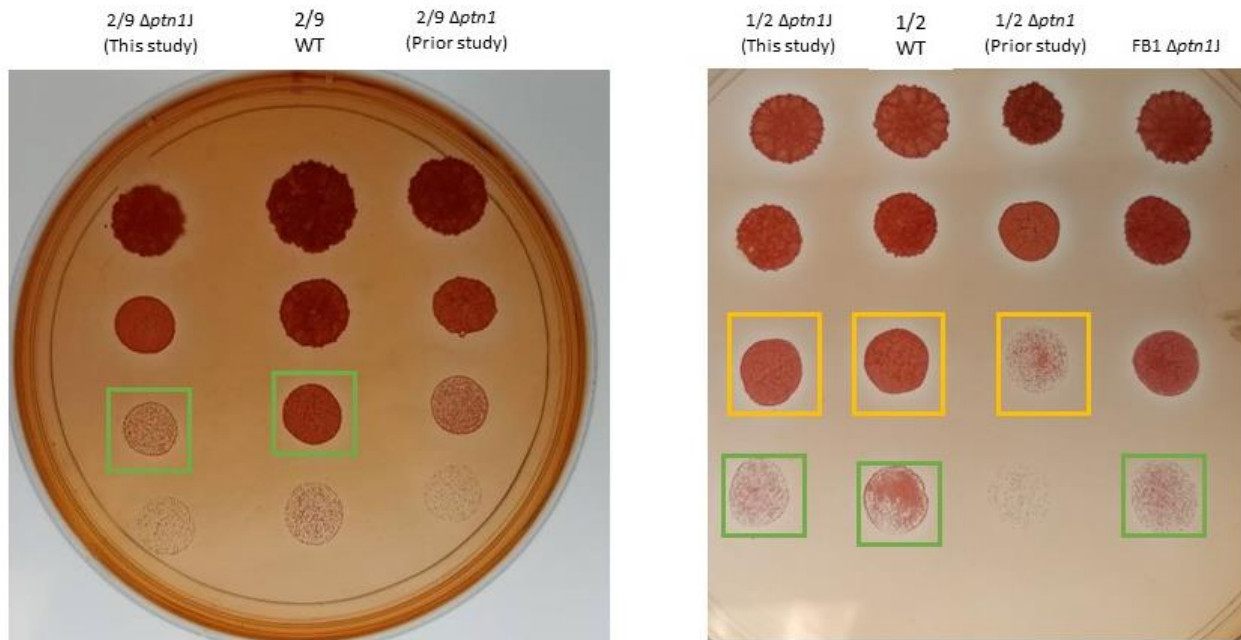 2/9 Δptn1J
(This study)
2/9
WT
2/9 Δptn1
(Prior study)
1/2 Δptn1J
(This study)
1/2
WT
1/2 Δptn1
(Prior study)
FB1 Δptn1J